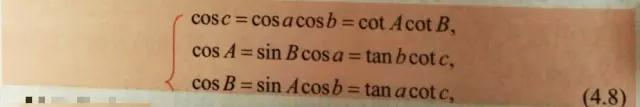 cos c = cos a cos b = cot A cot B,
cos A = sin B cos a = tan b cot c,
cos B = sin A cos b = tan a cot c, (4.8)